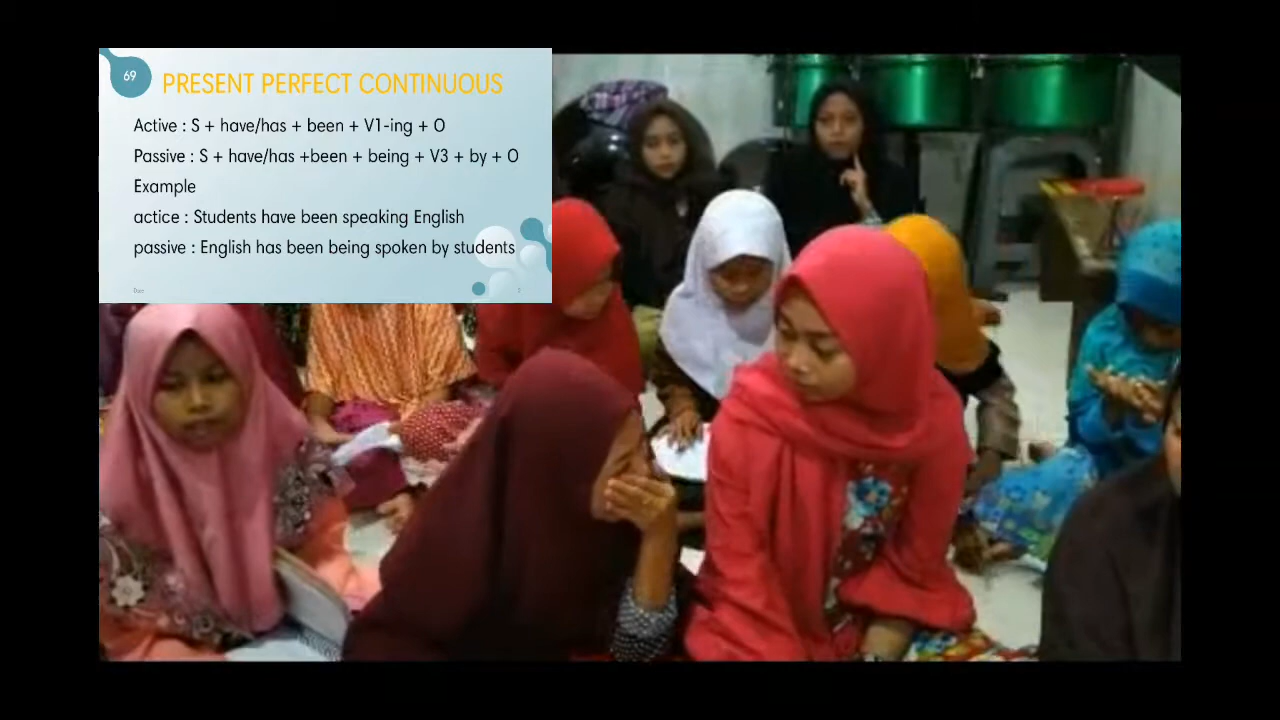 69
PRESENT PERFECT CONTINUOUS
Active : S + have/has + been + V1-ing + O
Passive : S + have/has +been + being + V3 + by + O
Example
actice : Students have been speaking English
passive : English has been being spoken by students
Date